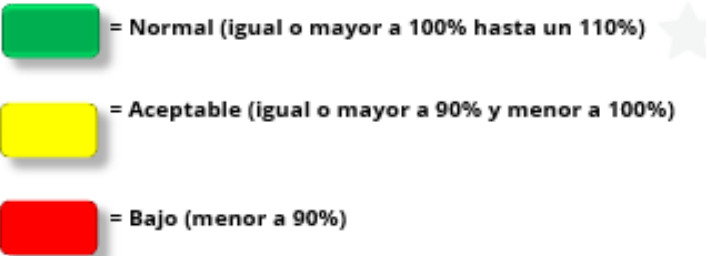 = Normal (igual o mayor a 100% hasta un 110%)
= Aceptable (igual o mayor a 90% y menor a 100%)
= Bajo (menor a 90%)